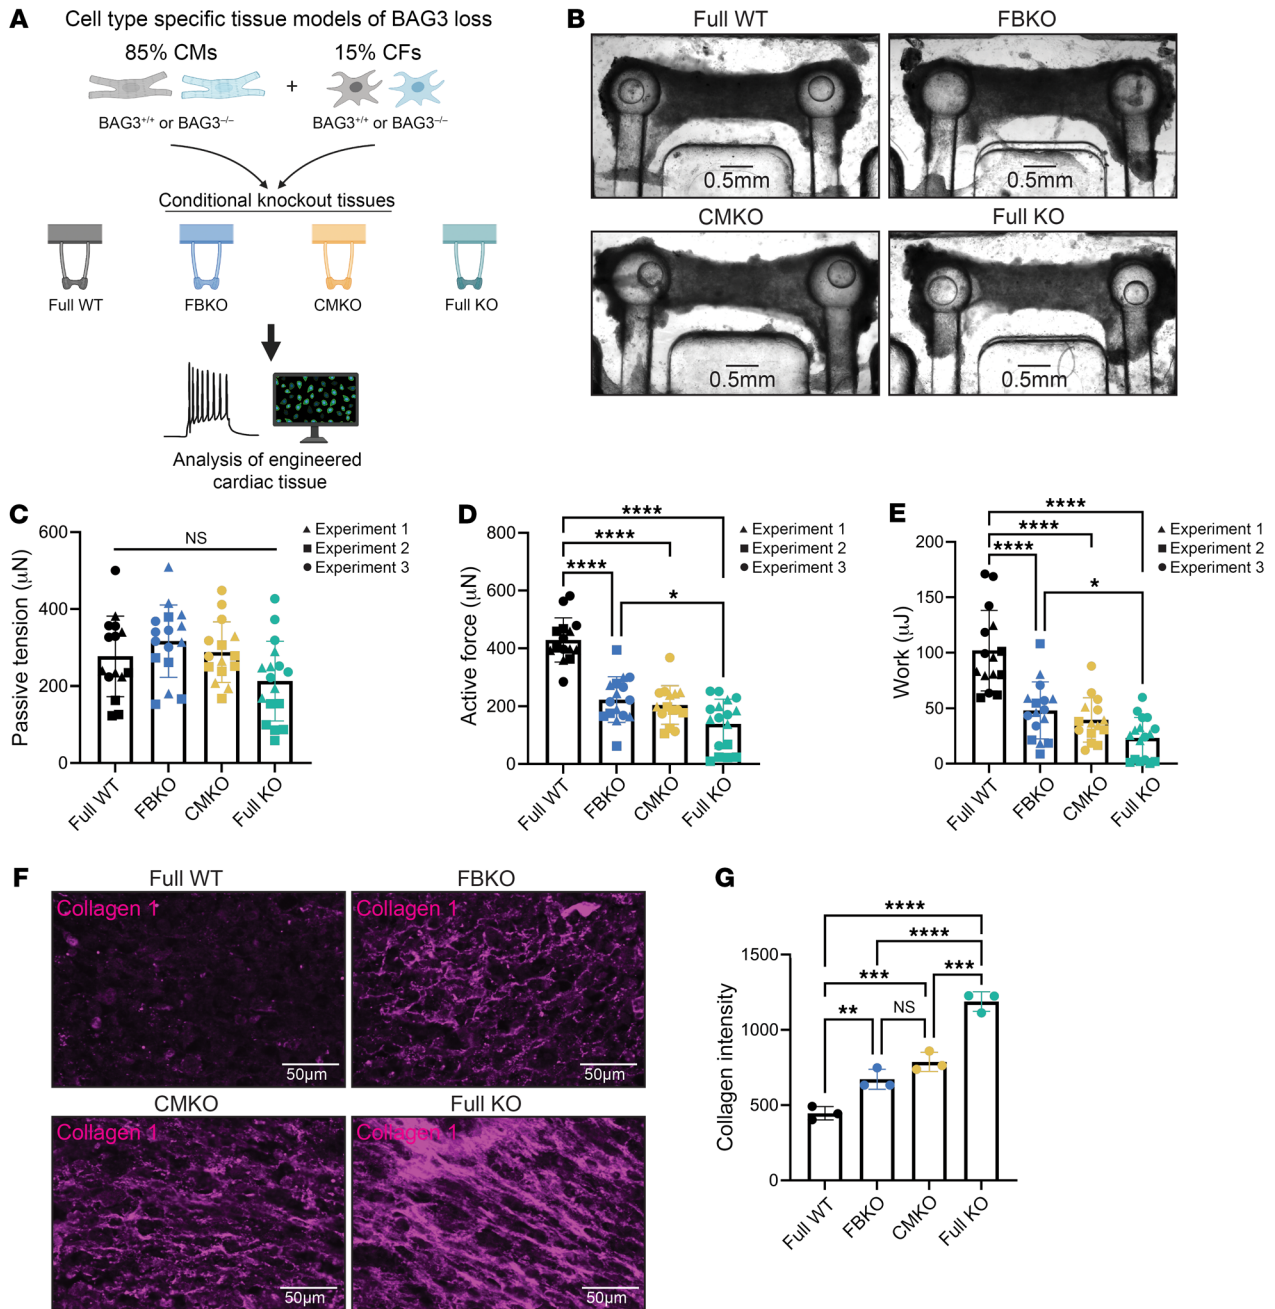 A
Cell type specific tissue models of BAG3 loss
85% CMs
15% CFs
+
BAG3+/+ or BAG3−/−
BAG3+/+ or BAG3−/−
Conditional knockout tissues
Full WT
FBKO
CMKO
Full KO
Analysis of engineered
cardiac tissue
B
Full WT
FBKO
0.5mm
0.5mm
CMKO
Full KO
0.5mm
0.5mm
C
Passive tension (µN)
600
400
200
0
NS
Experiment 1
Experiment 2
Experiment 3
Full WT
FBKO
CMKO
Full KO
D
Active force (µN)
800
600
400
200
0
****
****
****
*
Experiment 1
Experiment 2
Experiment 3
Full WT
FBKO
CMKO
Full KO
E
Work (µJ)
200
150
100
50
0
****
****
****
*
Experiment 1
Experiment 2
Experiment 3
Full WT
FBKO
CMKO
Full KO
F
Full WT
FBKO
Collagen 1
Collagen 1
50µm
50µm
CMKO
Full KO
Collagen 1
Collagen 1
50µm
50µm
G
Collagen intensity
1500
1000
500
0
****
****
***
***
**
NS
Full WT
FBKO
CMKO
Full KO